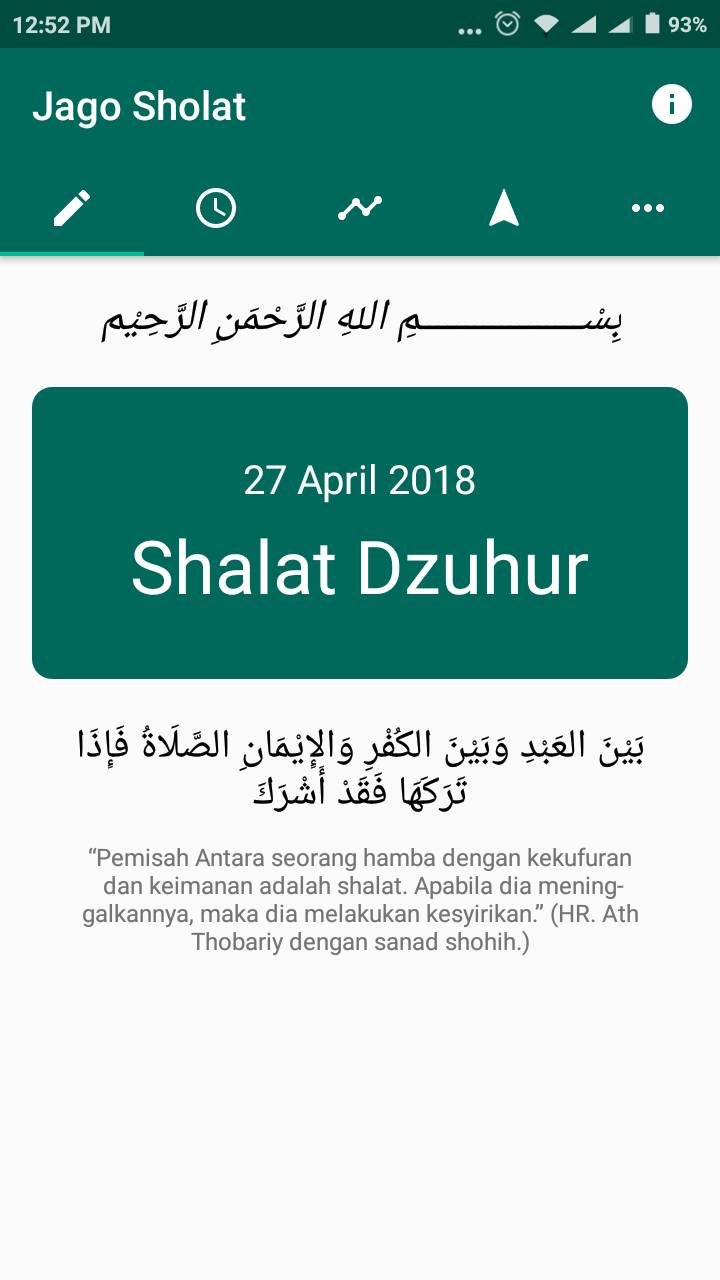 12:52 PM
93%
Jago Sholat
بِسْـــــــــــــــــمِ اللهِ الرَّحْمَنِ الرَّحِيْم
27 April 2018
Shalat Dzuhur
بَيْنَ العَبْدِ وَبَيْنَ الكُفْرِ وَالإِيْمَانِ الصَّلَاةُ فَإِذَا
تَرَكَهَا فَقَدْ أَشْرَكَ
“Pemisah Antara seorang hamba dengan kekufuran
dan keimanan adalah shalat. Apabila dia mening-
galkannya, maka dia melakukan kesyirikan.” (HR. Ath
Thobariy dengan sanad shohih.)